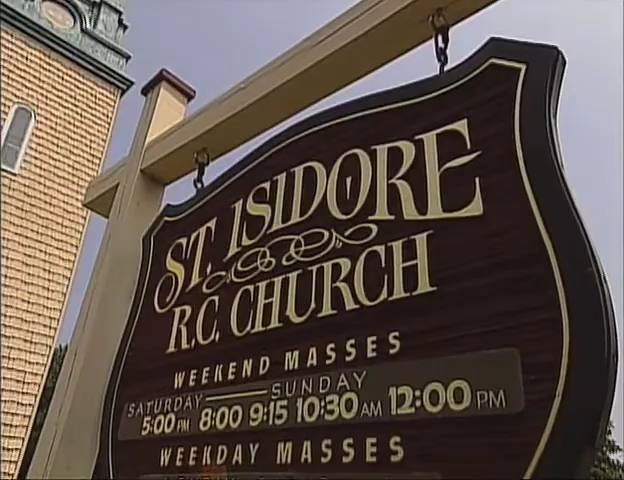 ST. ISIDORE
R.C. CHURCH
WEEKEND MASSES
SATURDAY SUNDAY
5:00 PM 8:00 9:15 10:30 AM 12:00 PM
WEEKDAY MASSES